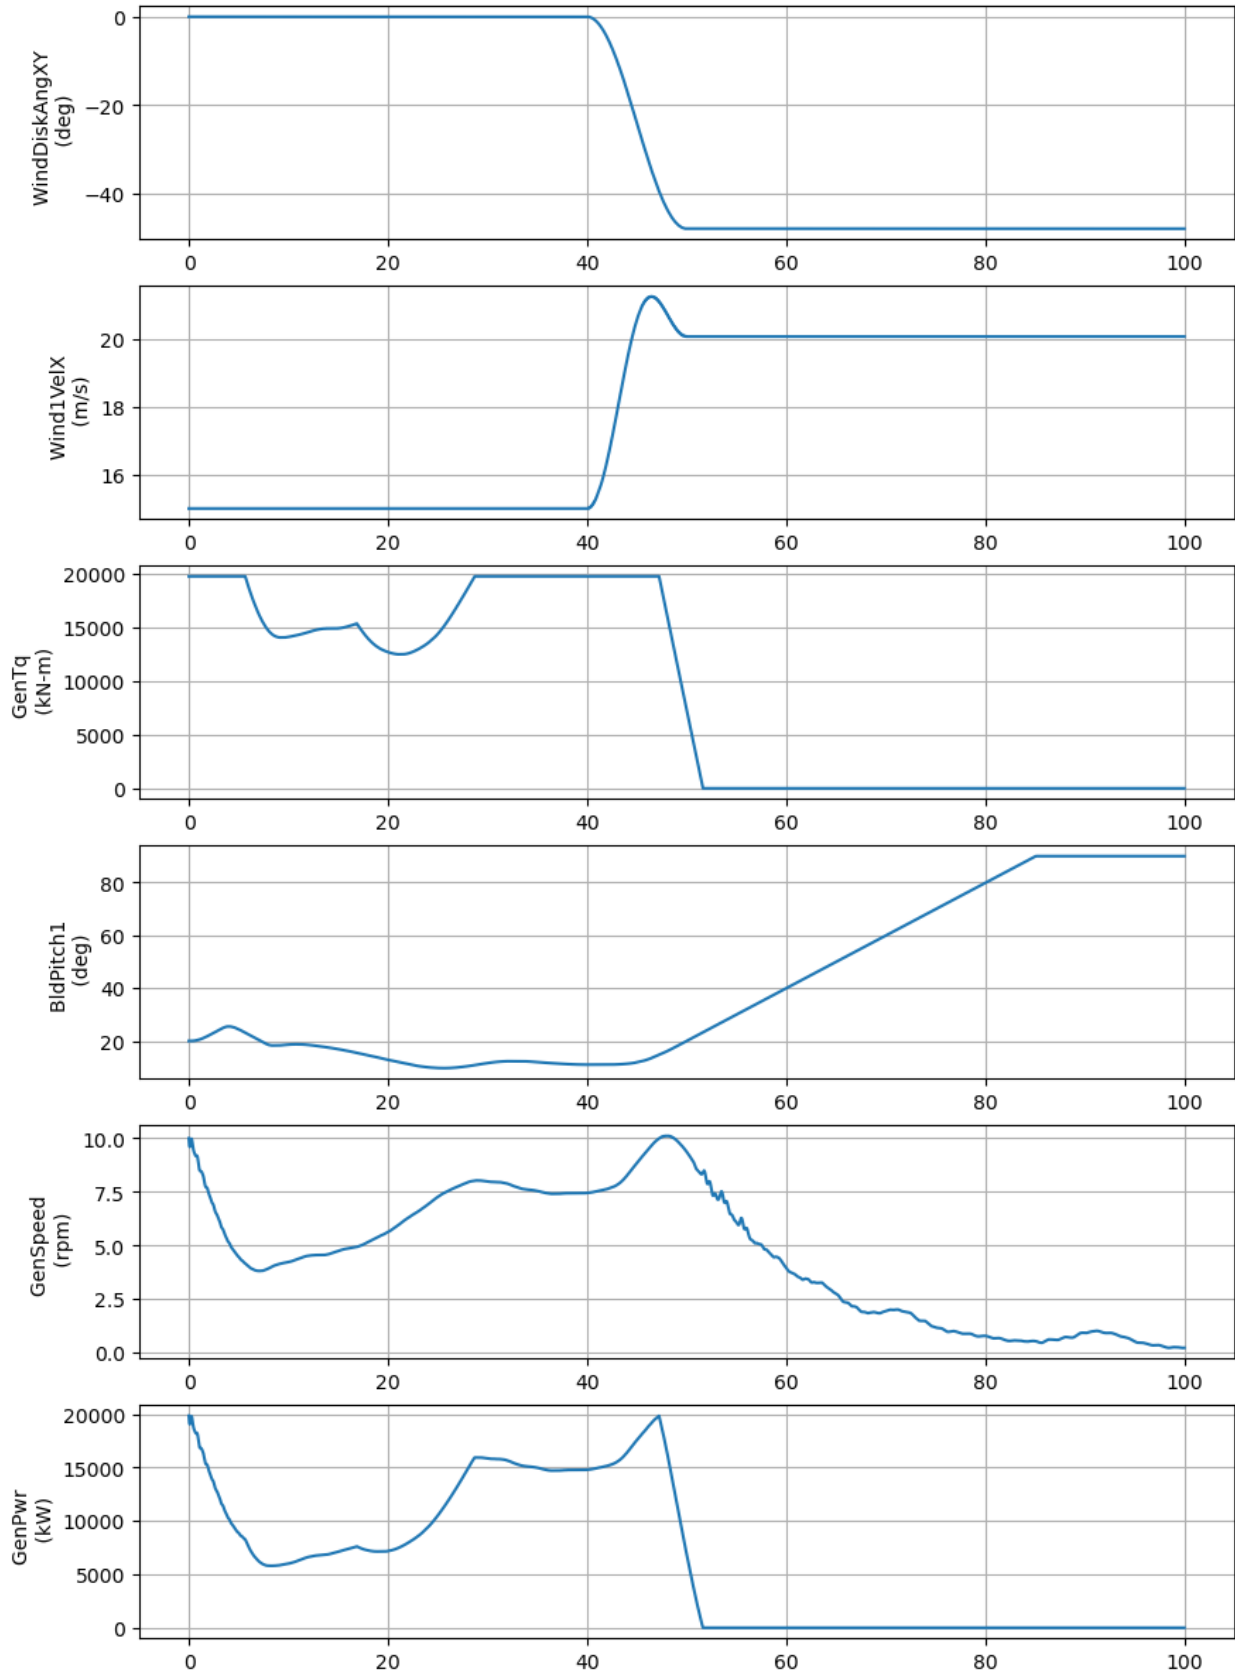 WindDiskAngXY
(deg)
0
−20
−40
0 20 40 60 80 100
Wind1VelX
(m/s)
20
18
16
0 20 40 60 80 100
GenTq
(kN-m)
20000
15000
10000
5000
0
0 20 40 60 80 100
BldPitch1
(deg)
80
60
40
20
0 20 40 60 80 100
GenSpeed
(rpm)
10.0
7.5
5.0
2.5
0.0
0 20 40 60 80 100
GenPwr
(kW)
20000
15000
10000
5000
0
0 20 40 60 80 100